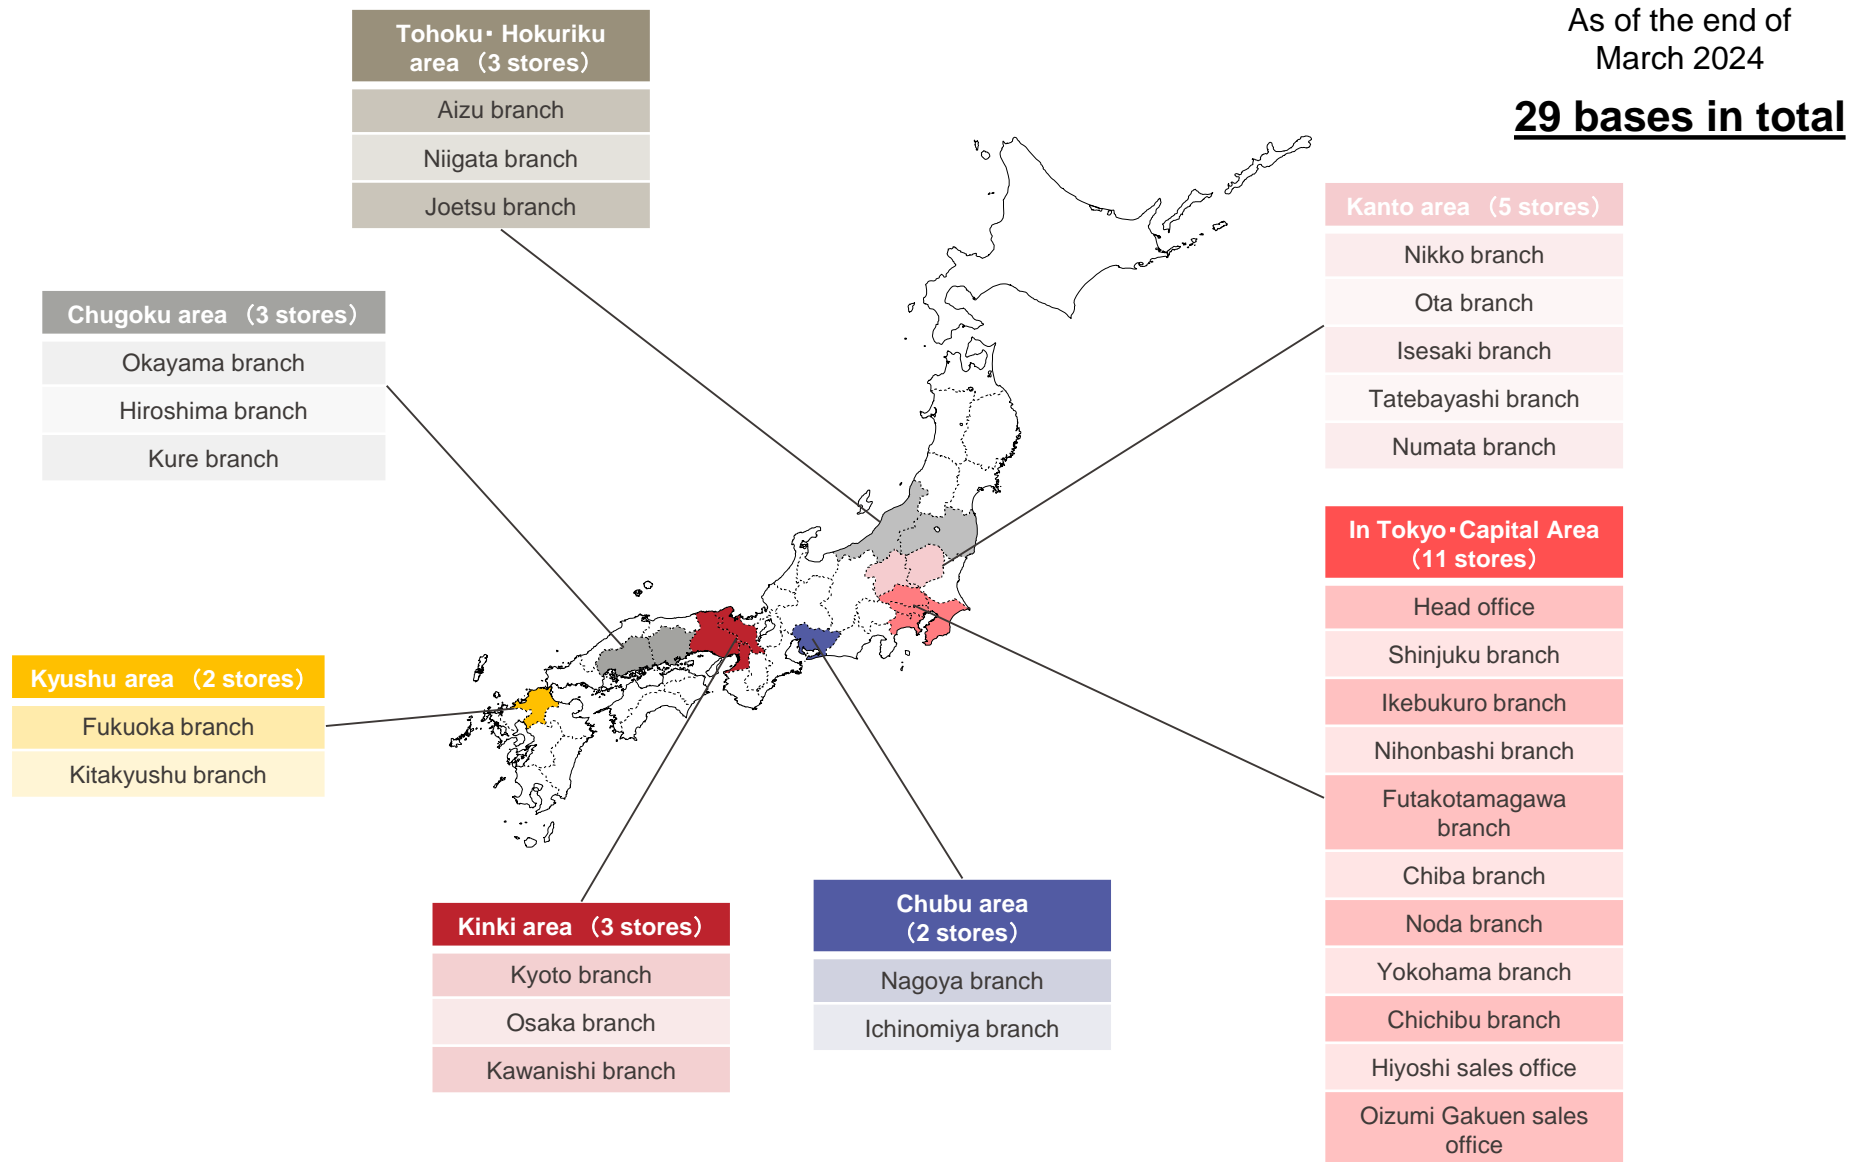 As of the end of
March 2024
29 bases in total
Tohoku・Hokuriku
area （3 stores）
Aizu branch
Niigata branch
Joetsu branch
Chugoku area （3 stores）
Okayama branch
Hiroshima branch
Kure branch
Kyushu area （2 stores）
Fukuoka branch
Kitakyushu branch
Kinki area （3 stores）
Kyoto branch
Osaka branch
Kawanishi branch
Chubu area
（2 stores）
Nagoya branch
Ichinomiya branch
Kanto area （5 stores）
Nikko branch
Ota branch
Isesaki branch
Tatebayashi branch
Numata branch
In Tokyo・Capital Area
（11 stores）
Head office
Shinjuku branch
Ikebukuro branch
Nihonbashi branch
Futakotamagawa
branch
Chiba branch
Noda branch
Yokohama branch
Chichibu branch
Hiyoshi sales office
Oizumi Gakuen sales
office